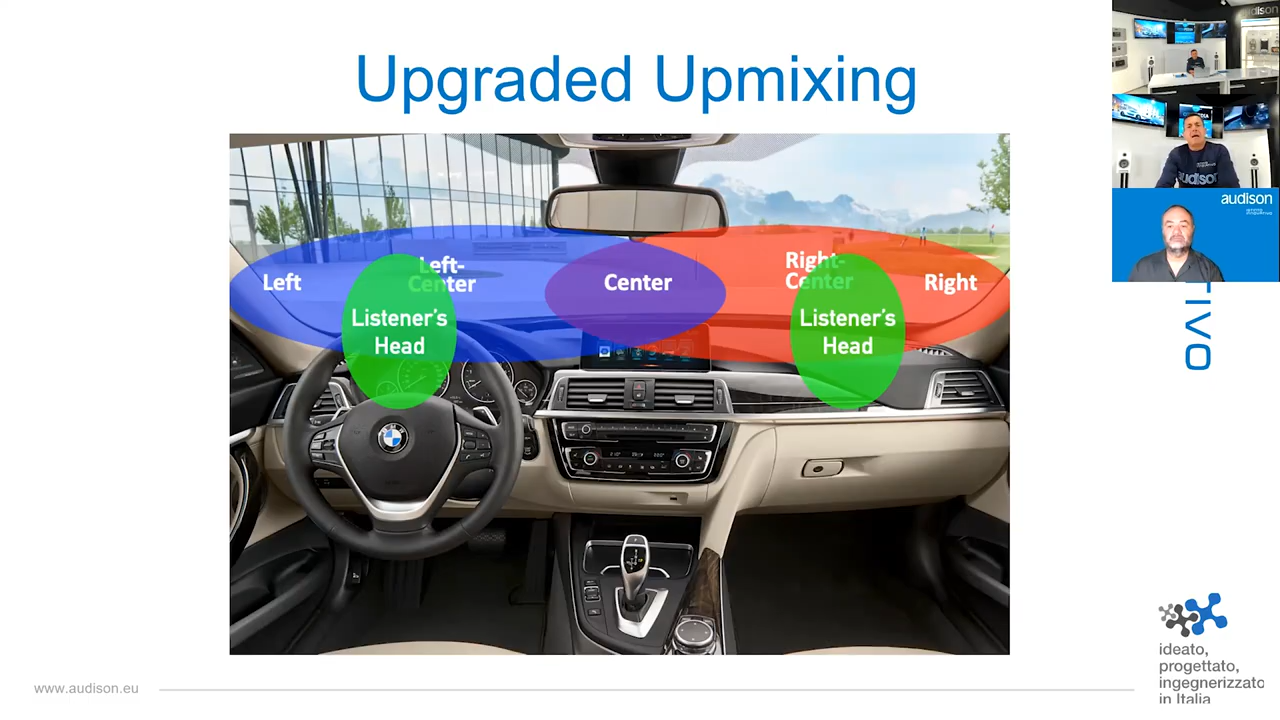 Upgraded Upmixing
Left
Left-
Center
Center
Right-
Center
Right
Listener's
Head
Listener's
Head
audison
audison
audison
TIVO
ideato,
progettato,
ingegnerizzato
in Italia
www.audison.eu